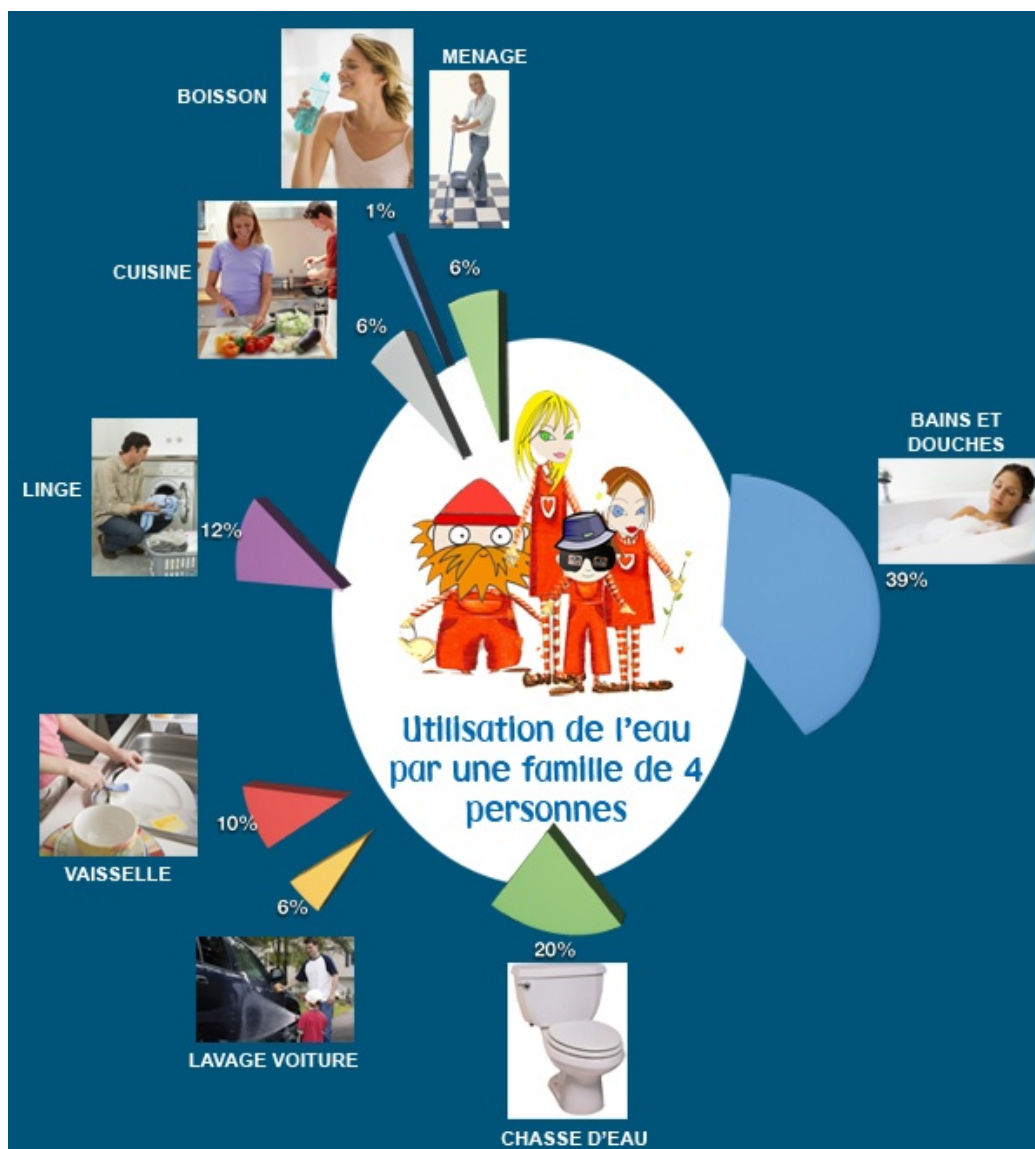 BOISSON
MENAGE
1%
CUISINE
6%
6%
BAINS ET
DOUCHES
LINGE
12%
39%
Utilisation de l'eau
par une famille de 4
personnes
10%
VAISSELLE
6%
20%
LAVAGE VOITURE
CHASSE D'EAU